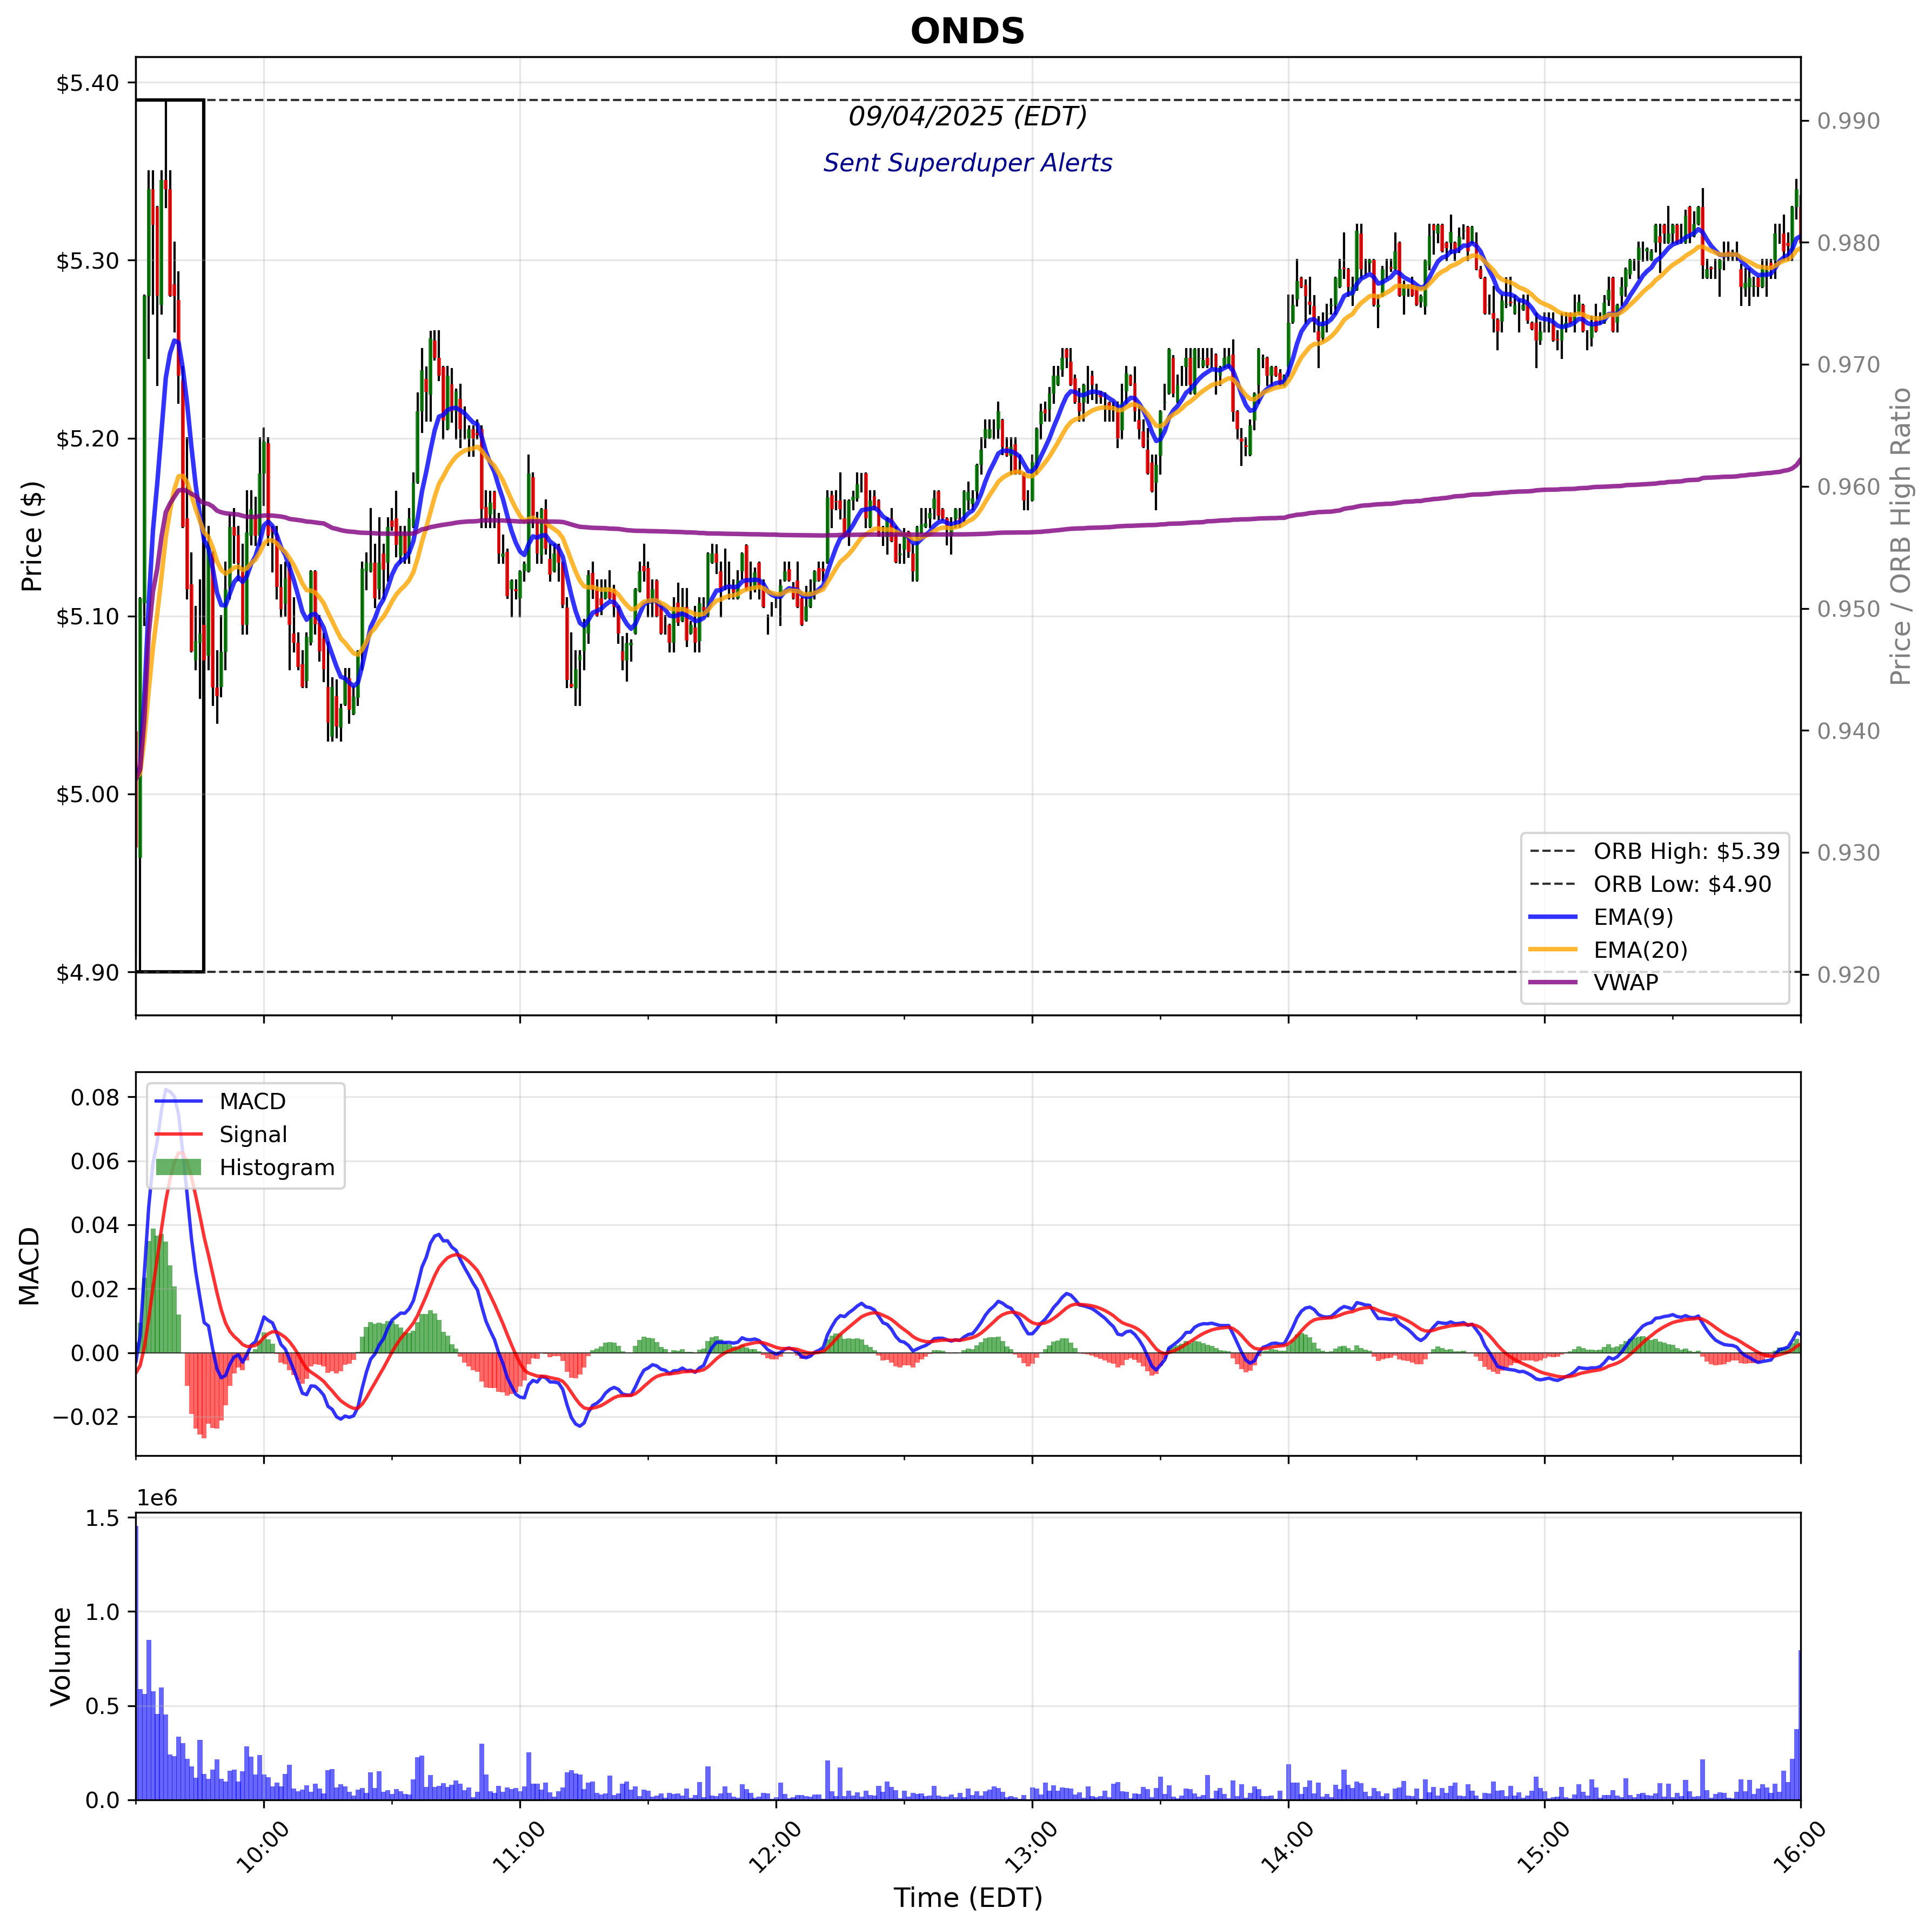 ONDS
09/04/2025 (EDT)
Sent Superduper Alerts
Price ($)
$5.40
$5.30
$5.20
$5.10
$5.00
$4.90
0.990
0.980
0.970
0.960
0.950
0.940
0.930
0.920
Price / ORB High Ratio
ORB High: $5.39
ORB Low: $4.90
EMA(9)
EMA(20)
VWAP
MACD
0.08
0.06
0.04
0.02
0.00
−0.02
MACD
Signal
Histogram
1e6
Volume
1.5
1.0
0.5
0.0
10:00
11:00
12:00
13:00
14:00
15:00
16:00
Time (EDT)